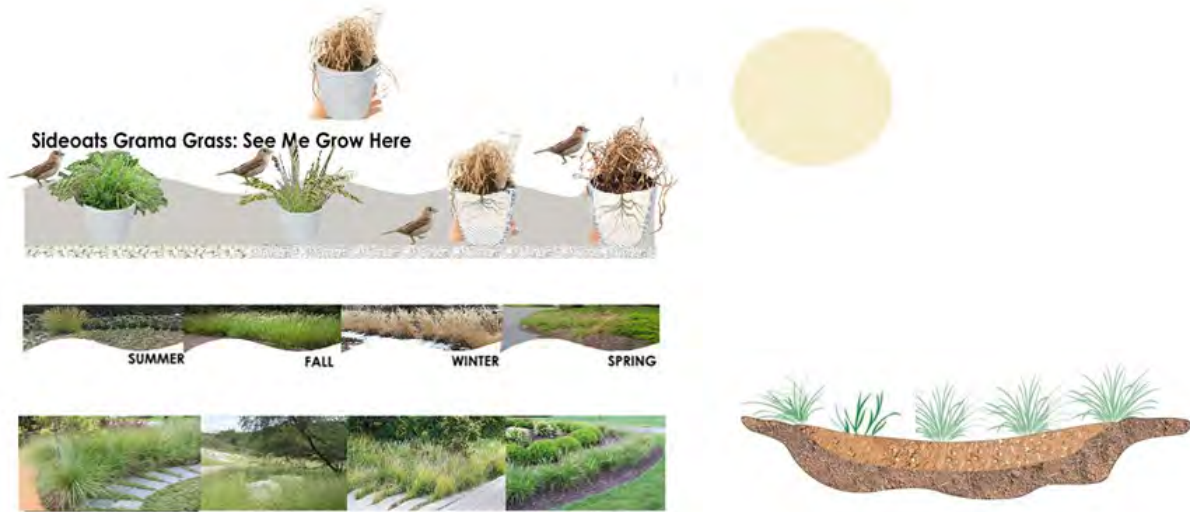 Sideoats Grama Grass: See Me Grow Here
SUMMER
FALL
WINTER
SPRING